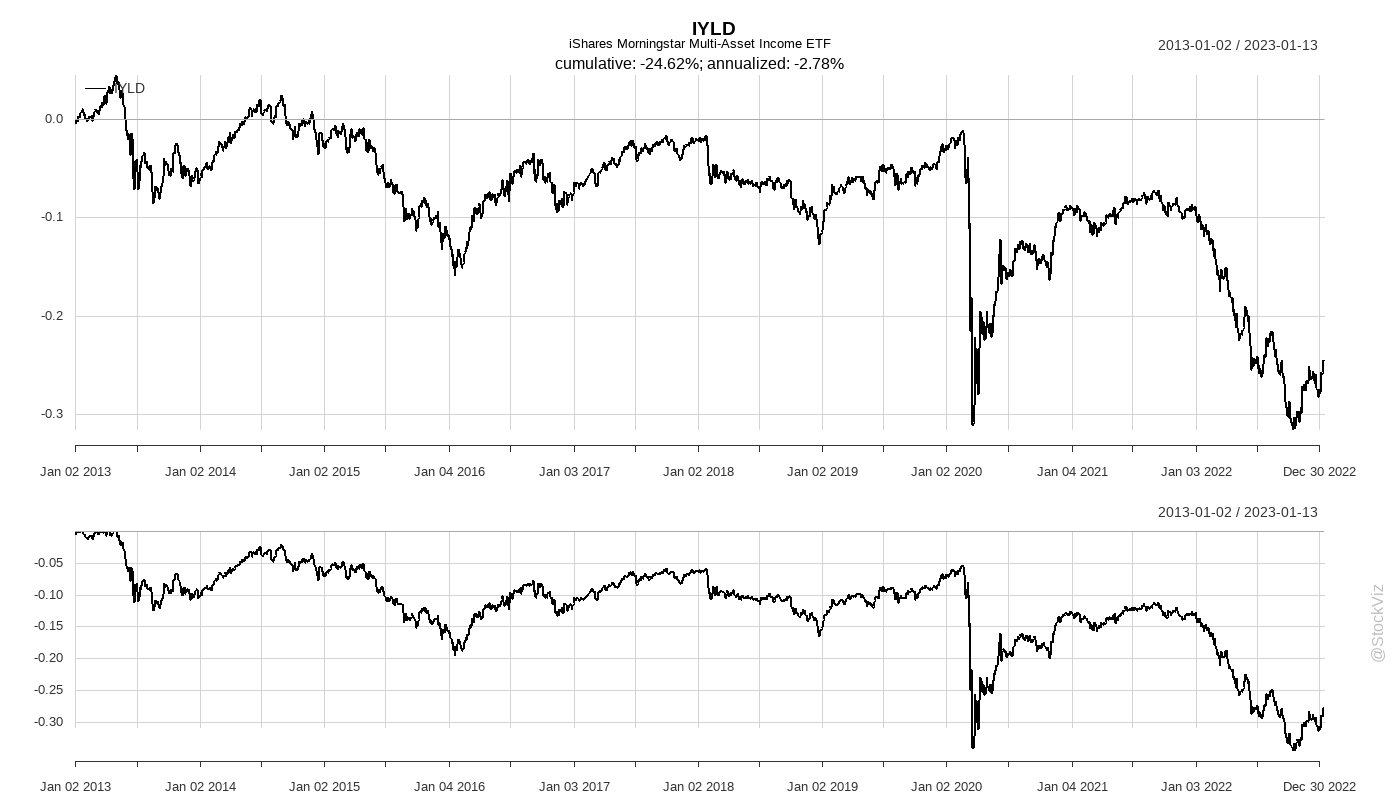 IYLD
iShares Morningstar Multi-Asset Income ETF
cumulative: -24.62%; annualized: -2.78%
2013-01-02 / 2023-01-13
IYLD
0.0
-0.1
-0.2
-0.3
Jan 02 2013 Jan 02 2014 Jan 02 2015 Jan 04 2016 Jan 03 2017 Jan 02 2018 Jan 02 2019 Jan 02 2020 Jan 04 2021 Jan 03 2022 Dec 30 2022
2013-01-02 / 2023-01-13
-0.05
-0.10
-0.15
-0.20
-0.25
-0.30
Jan 02 2013 Jan 02 2014 Jan 02 2015 Jan 04 2016 Jan 03 2017 Jan 02 2018 Jan 02 2019 Jan 02 2020 Jan 04 2021 Jan 03 2022 Dec 30 2022
@StockViz